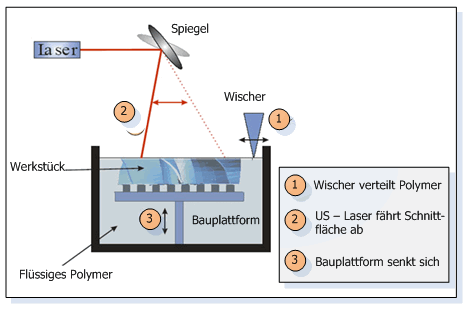 Spiegel
laser
Wischer
2
1
Werkstück
3
Bauplattform
Flüssiges Polymer
1 Wischer verteilt Polymer
2 US – Laser fährt Schnitt-
fläche ab
3 Bauplattform senkt sich